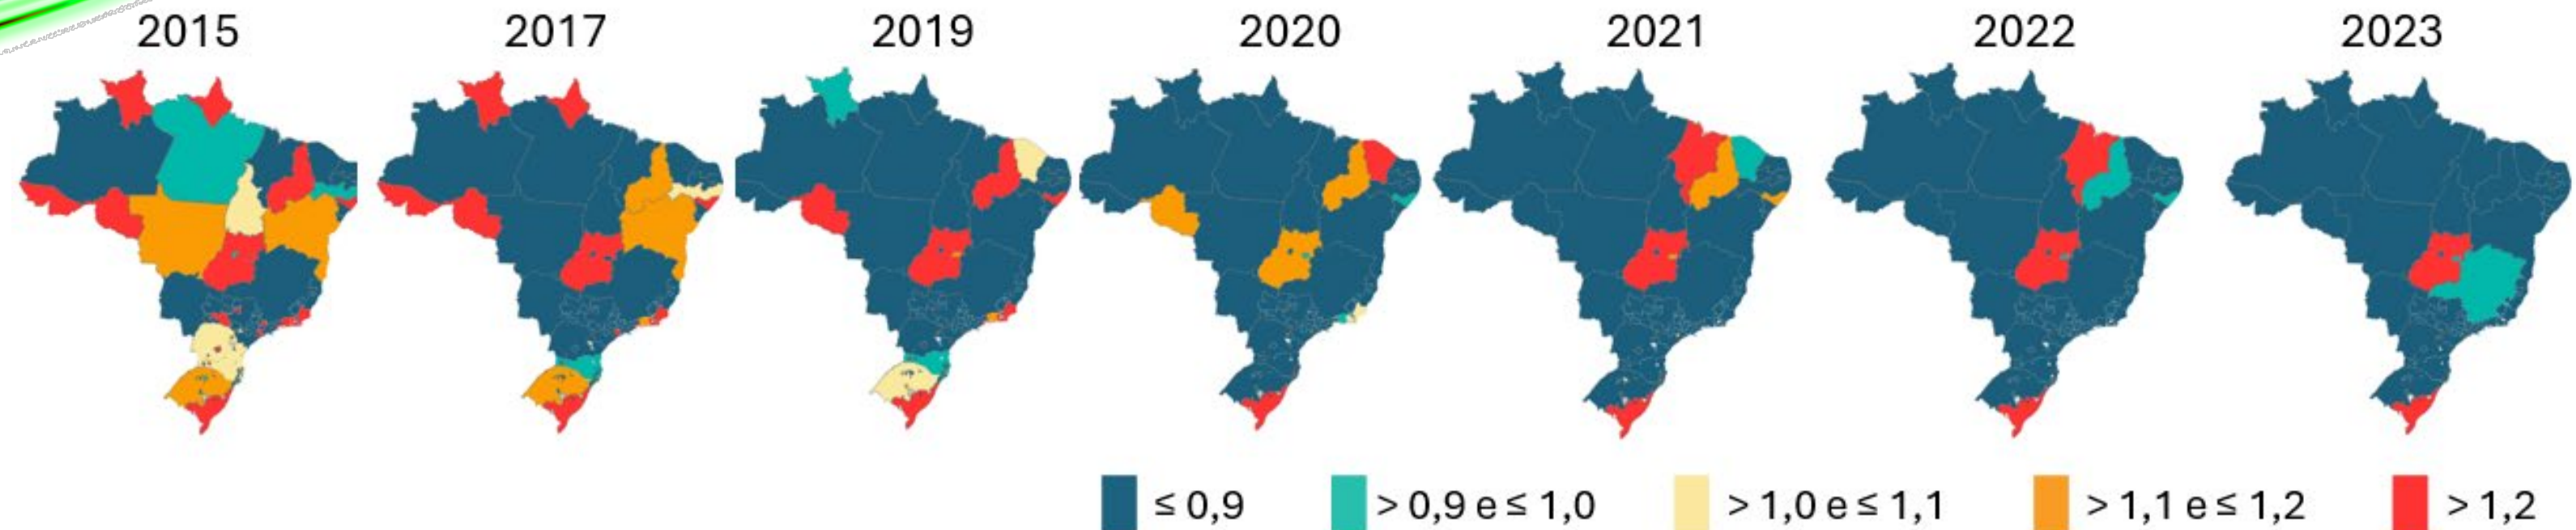 2015 2017 2019 2020 2021 2022 2023
≤ 0,9 > 0,9 e ≤ 1,0 > 1,0 e ≤ 1,1 > 1,1 e ≤ 1,2 > 1,2